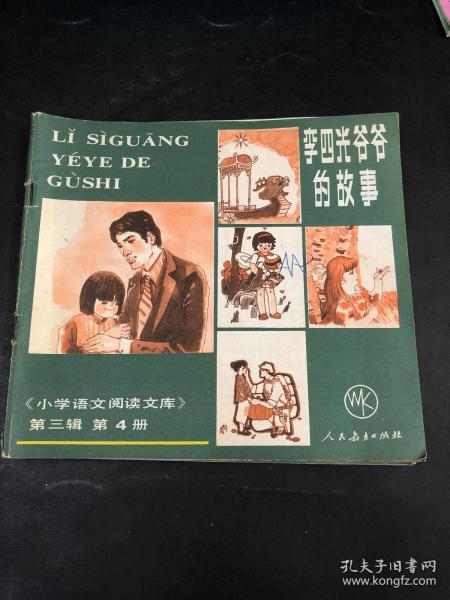 LǏ SÌGUĀNG
YÉYE DE
GÙSHI
李四光爷爷
的故事
《小学语文阅读文库》
第三辑 第4册
WK
人民教育出版社
孔夫子旧书网
www.kongfz.com